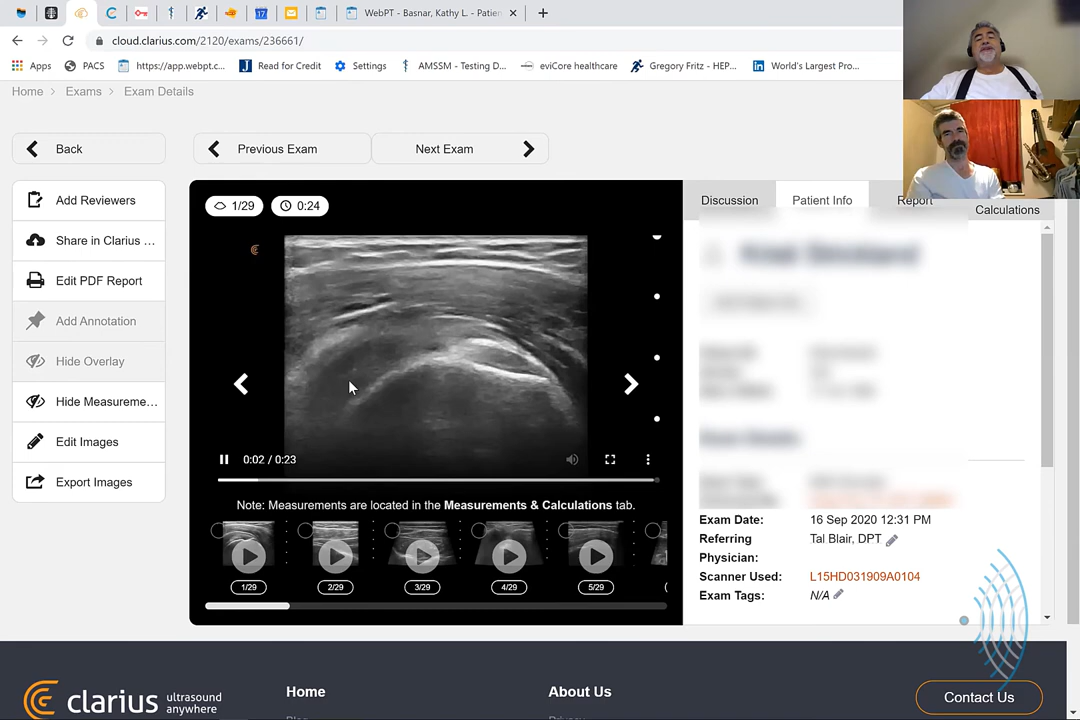 WebPT - Basnar, Kathy L. - Patien
cloud.clarius.com/2120/exams/236661/
Apps PACS https://app.webpt.c... Read for Credit Settings AMSSM - Testing D... eviCore healthcare Gregory Fritz - HEP... World's Largest Pro...
Home > Exams > Exam Details
Back Previous Exam Next Exam
Add Reviewers
Share in Clarius ...
Edit PDF Report
Add Annotation
Hide Overlay
Hide Measureme...
Edit Images
Export Images
1/29 0:24
0:02 / 0:23
Note: Measurements are located in the Measurements & Calculations tab.
1/29 2/29 3/29 4/29 5/29
Discussion Patient Info Report
Calculations
Exam Date: 16 Sep 2020 12:31 PM
Referring Tal Blair, DPT
Physician:
Scanner Used: L15HD031909A0104
Exam Tags: N/A
clarius ultrasound
anywhere
Home
About Us
Contact Us